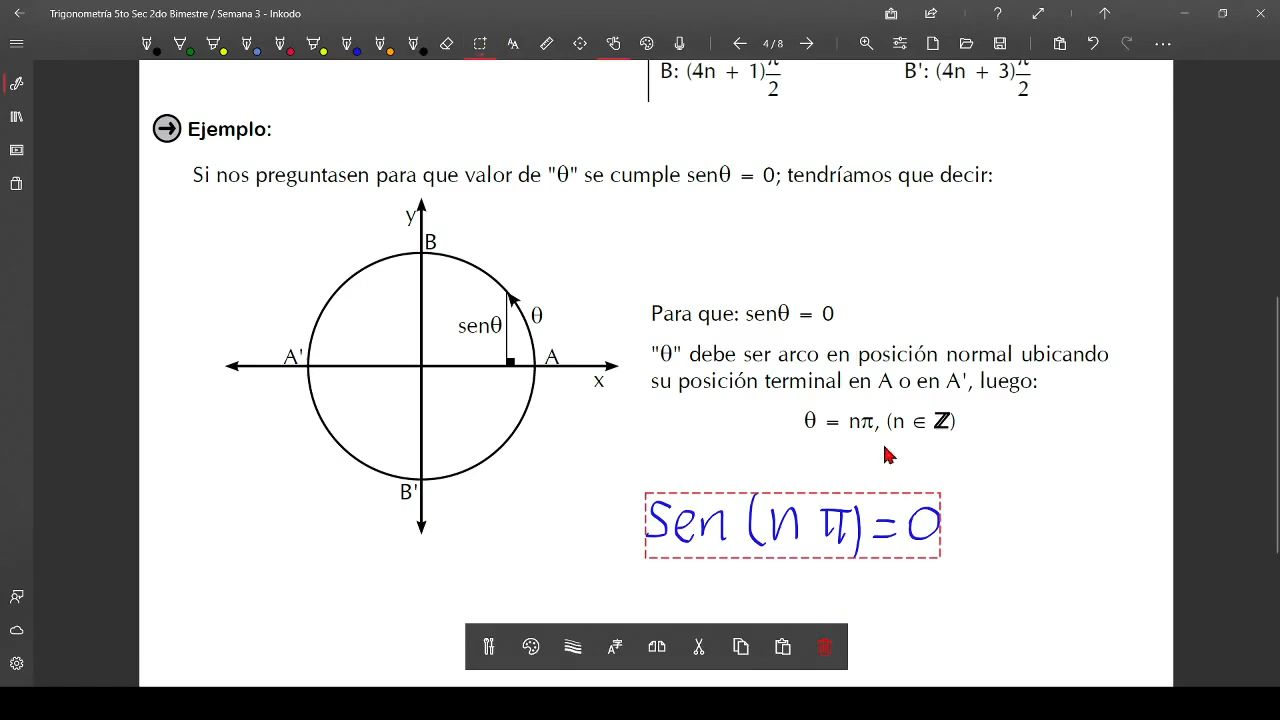 Trigonometría 5to Sec 2do Bimestre / Semana 3 - Inkodo
4/8
B: (4n + 1)π/2
B': (4n + 3)π/2
Ejemplo:
Si nos preguntasen para que valor de "θ" se cumple senθ = 0; tendríamos que decir:
y
B
senθ
θ
A'
A
x
B'
Para que: senθ = 0
"θ" debe ser arco en posición normal ubicando
su posición terminal en A o en A', luego:
θ = nπ, (n ∈ ℤ)
Sen (n π) = 0